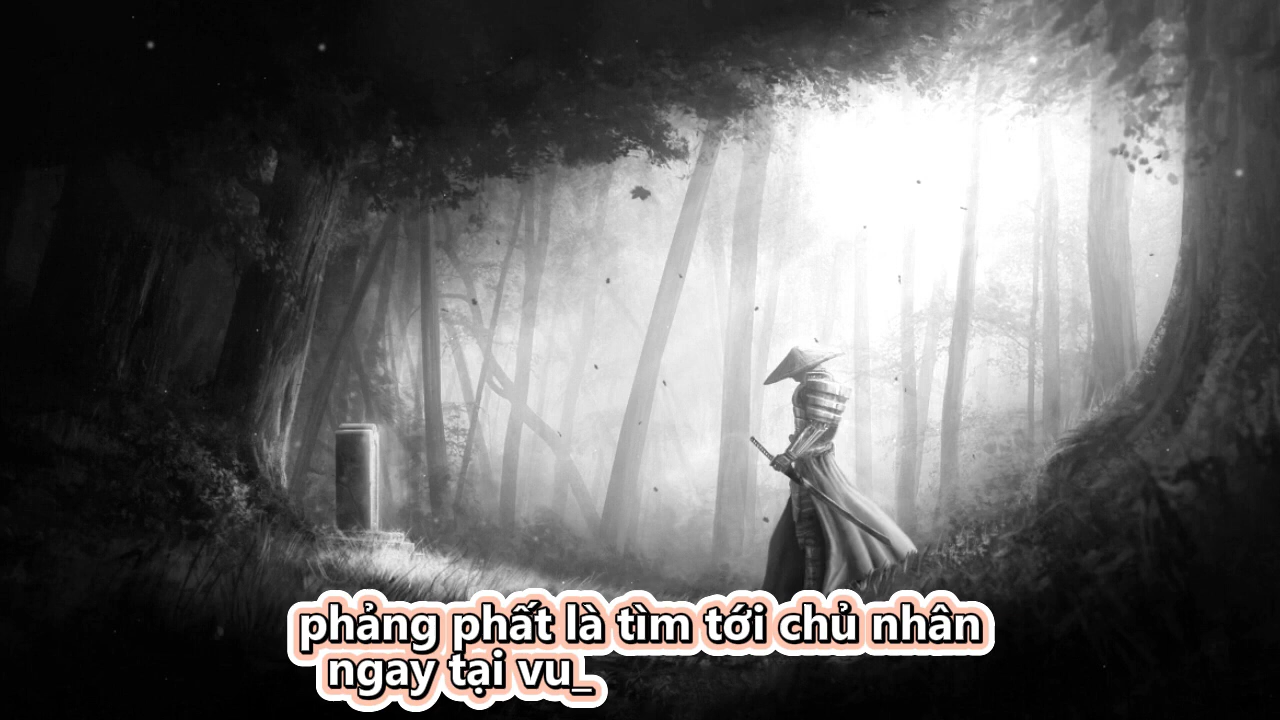 phảng phất là tìm tới chủ nhân
ngay tại vu_